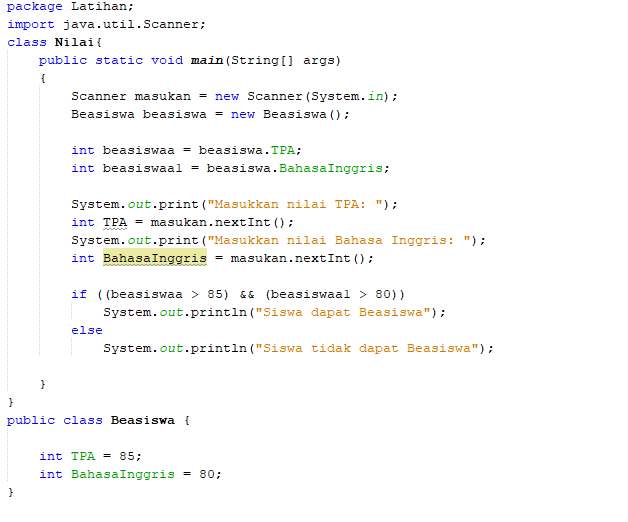 package Latihan;
import java.util.Scanner;
class Nilai{
    public static void main(String[] args)
    {
        Scanner masukan = new Scanner(System.in);
        Beasiswa beasiswa = new Beasiswa();

        int beasiswaa = beasiswa.TPA;
        int beasiswaa1 = beasiswa.BahasaInggris;

        System.out.print("Masukkan nilai TPA: ");
        int TPA = masukan.nextInt();
        System.out.print("Masukkan nilai Bahasa Inggris: ");
        int BahasaInggris = masukan.nextInt();

        if ((beasiswaa > 85) && (beasiswaa1 > 80))
            System.out.println("Siswa dapat Beasiswa");
        else
            System.out.println("Siswa tidak dapat Beasiswa");

    }
}
public class Beasiswa {

    int TPA = 85;
    int BahasaInggris = 80;
}